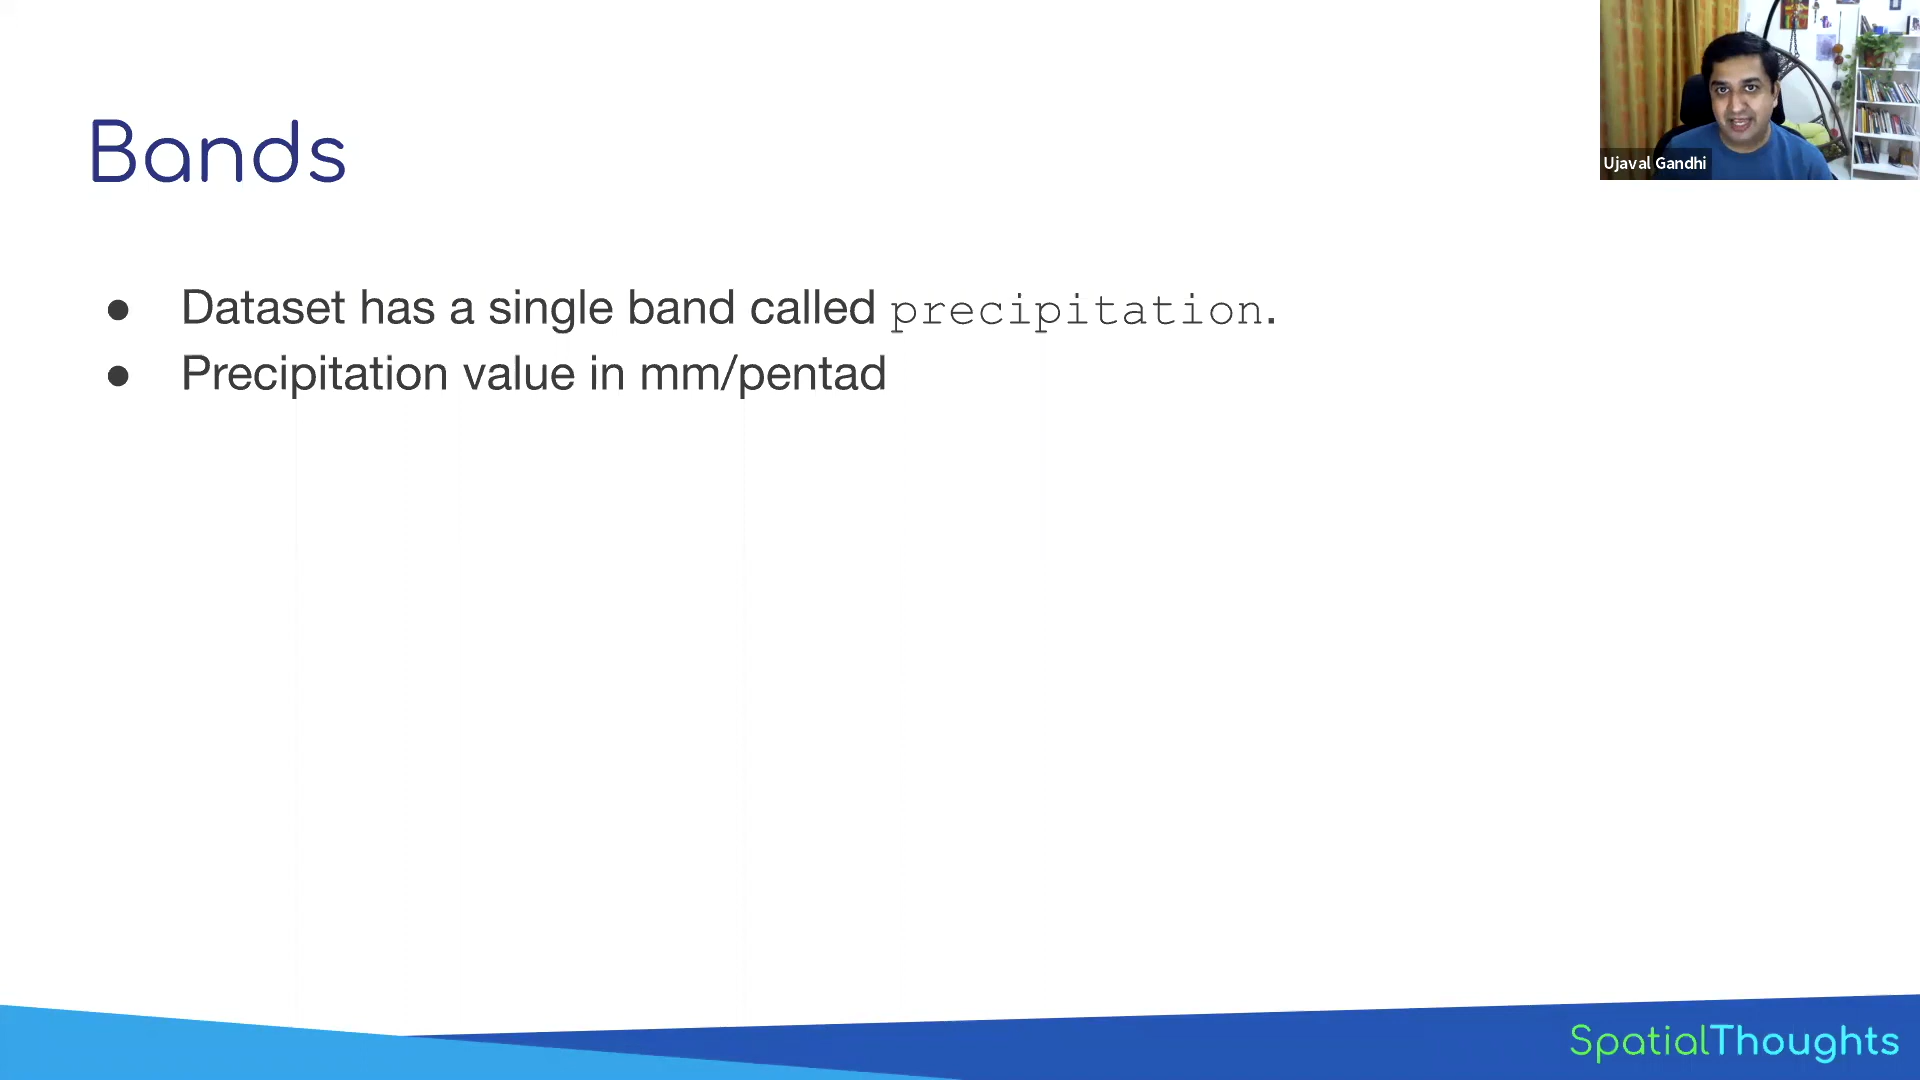 Bands
Ujaval Gandhi
● Dataset has a single band called precipitation.
● Precipitation value in mm/pentad
SpatialThoughts